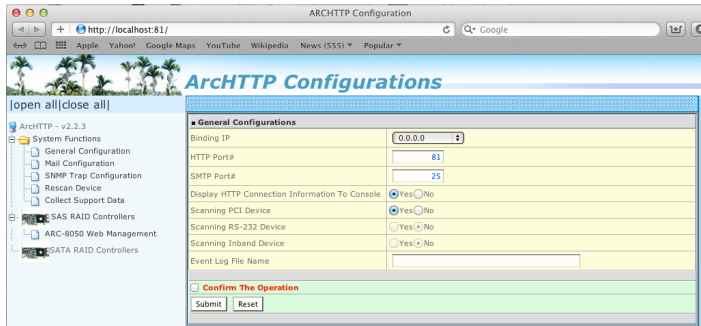 ARCHTTP Configuration
http://localhost:81/
Google
Apple Yahoo! Google Maps YouTube Wikipedia News (555) Popular
ArcHTTP Configurations
|open all|close all|
ArcHTTP - v2.2.3
System Functions
General Configuration
Mail Configuration
SNMP Trap Configuration
Rescan Device
Collect Support Data
SAS RAID Controllers
ARC-8050 Web Management
SATA RAID Controllers
General Configurations
Binding IP 0.0.0.0
HTTP Port# 81
SMTP Port# 25
Display HTTP Connection Information To Console Yes No
Scanning PCI Device Yes No
Scanning RS-232 Device Yes No
Scanning Inband Device Yes No
Event Log File Name
Confirm The Operation
Submit Reset